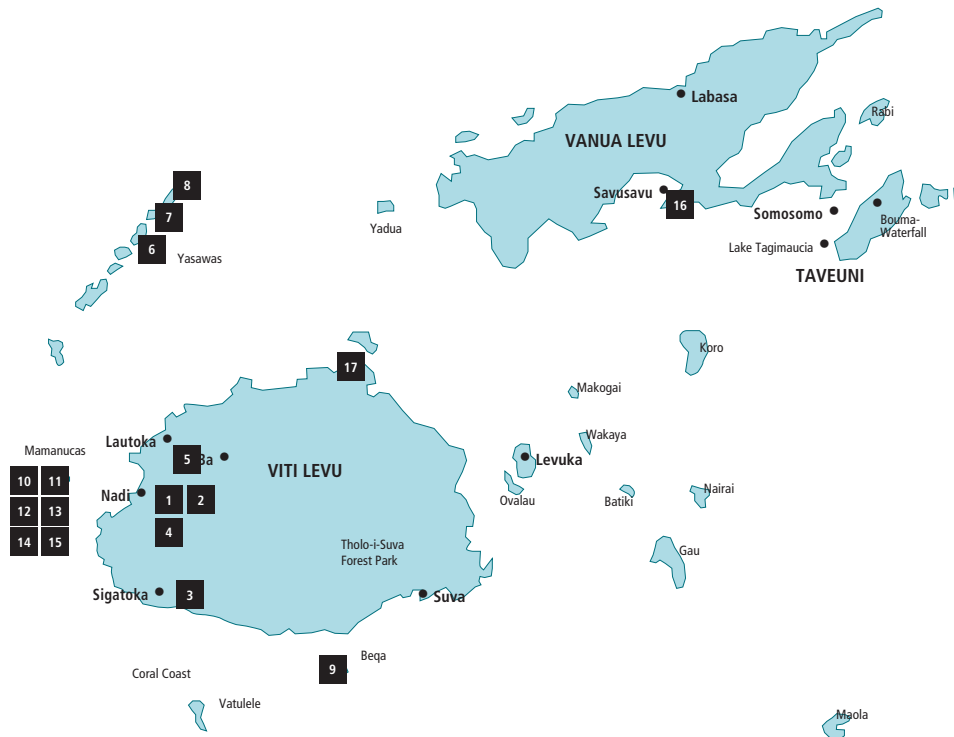 Labasa
Rabi
VANUA LEVU
8
Savusavu
16
7
Somosomo
Bouma-
Waterfall
Yadua
6
Yasawas
Lake Tagimaucia
TAVEUNI
Koro
17
Makogai
Lautoka
Wakaya
Mamanucas
5
Ba
VITI LEVU
Levuka
10
11
Nadi
1
2
Ovalau
Batiki
Nairai
12
13
4
14
15
Tholo-i-Suva
Forest Park
Gau
Sigatoka
3
Suva
Beqa
9
Coral Coast
Vatulele
Maola